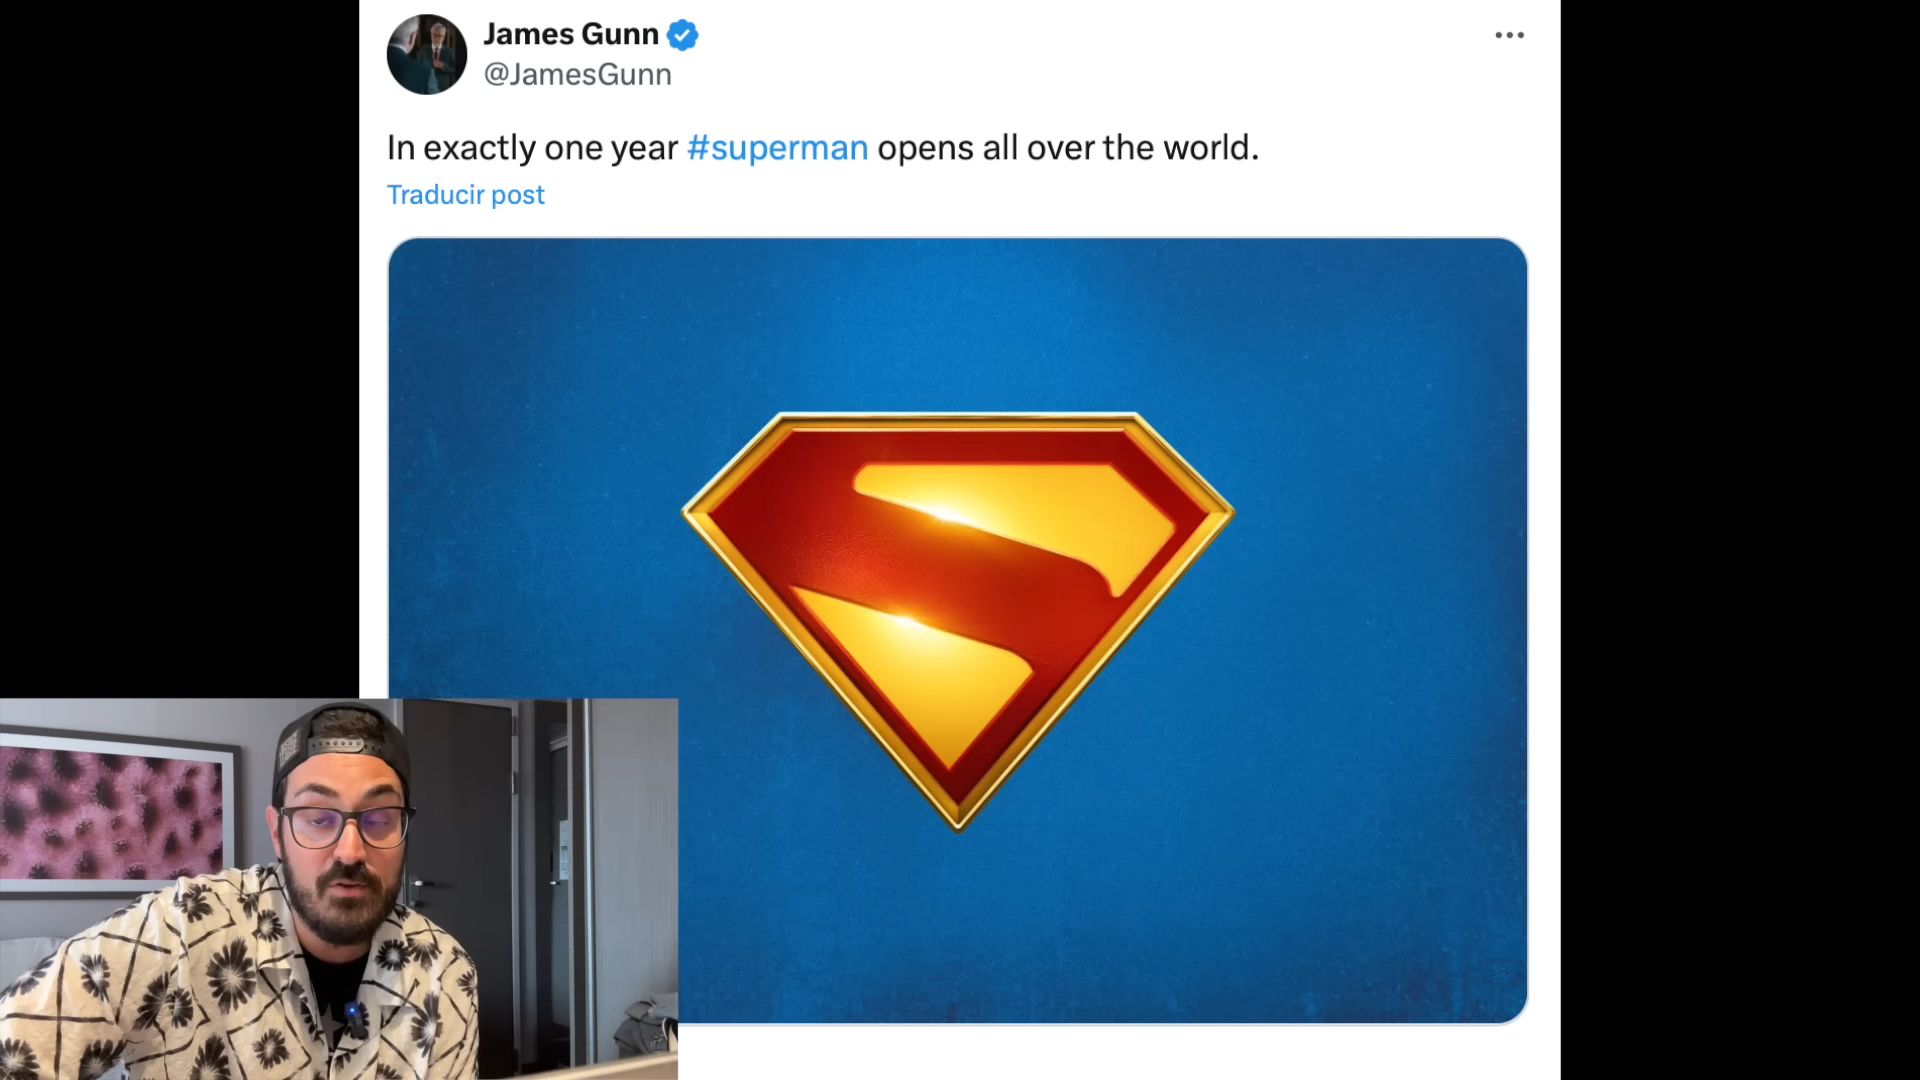 James Gunn
@JamesGunn
In exactly one year #superman opens all over the world.
Traducir post